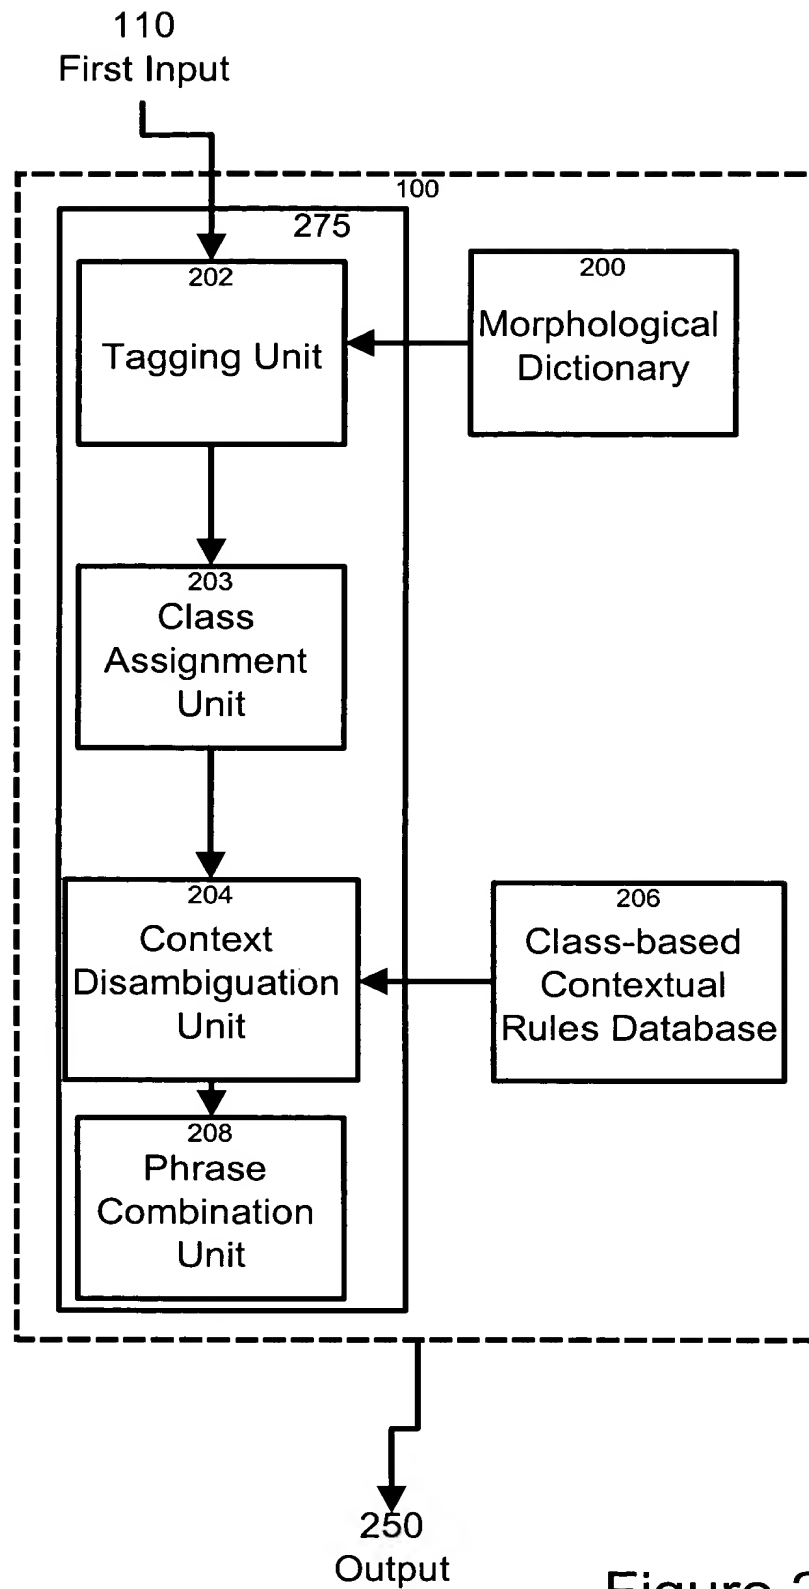 110
First Input
100
275
202
Tagging Unit
200
Morphological
Dictionary
203
Class
Assignment
Unit
204
Context
Disambiguation
Unit
206
Class-based
Contextual
Rules Database
208
Phrase
Combination
Unit
250
Output
Figure